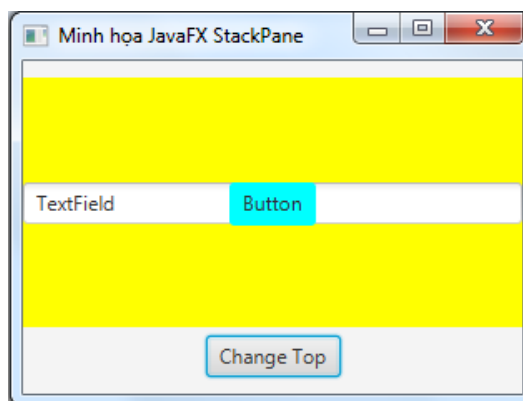 Minh họa JavaFX StackPane
TextField Button
Change Top